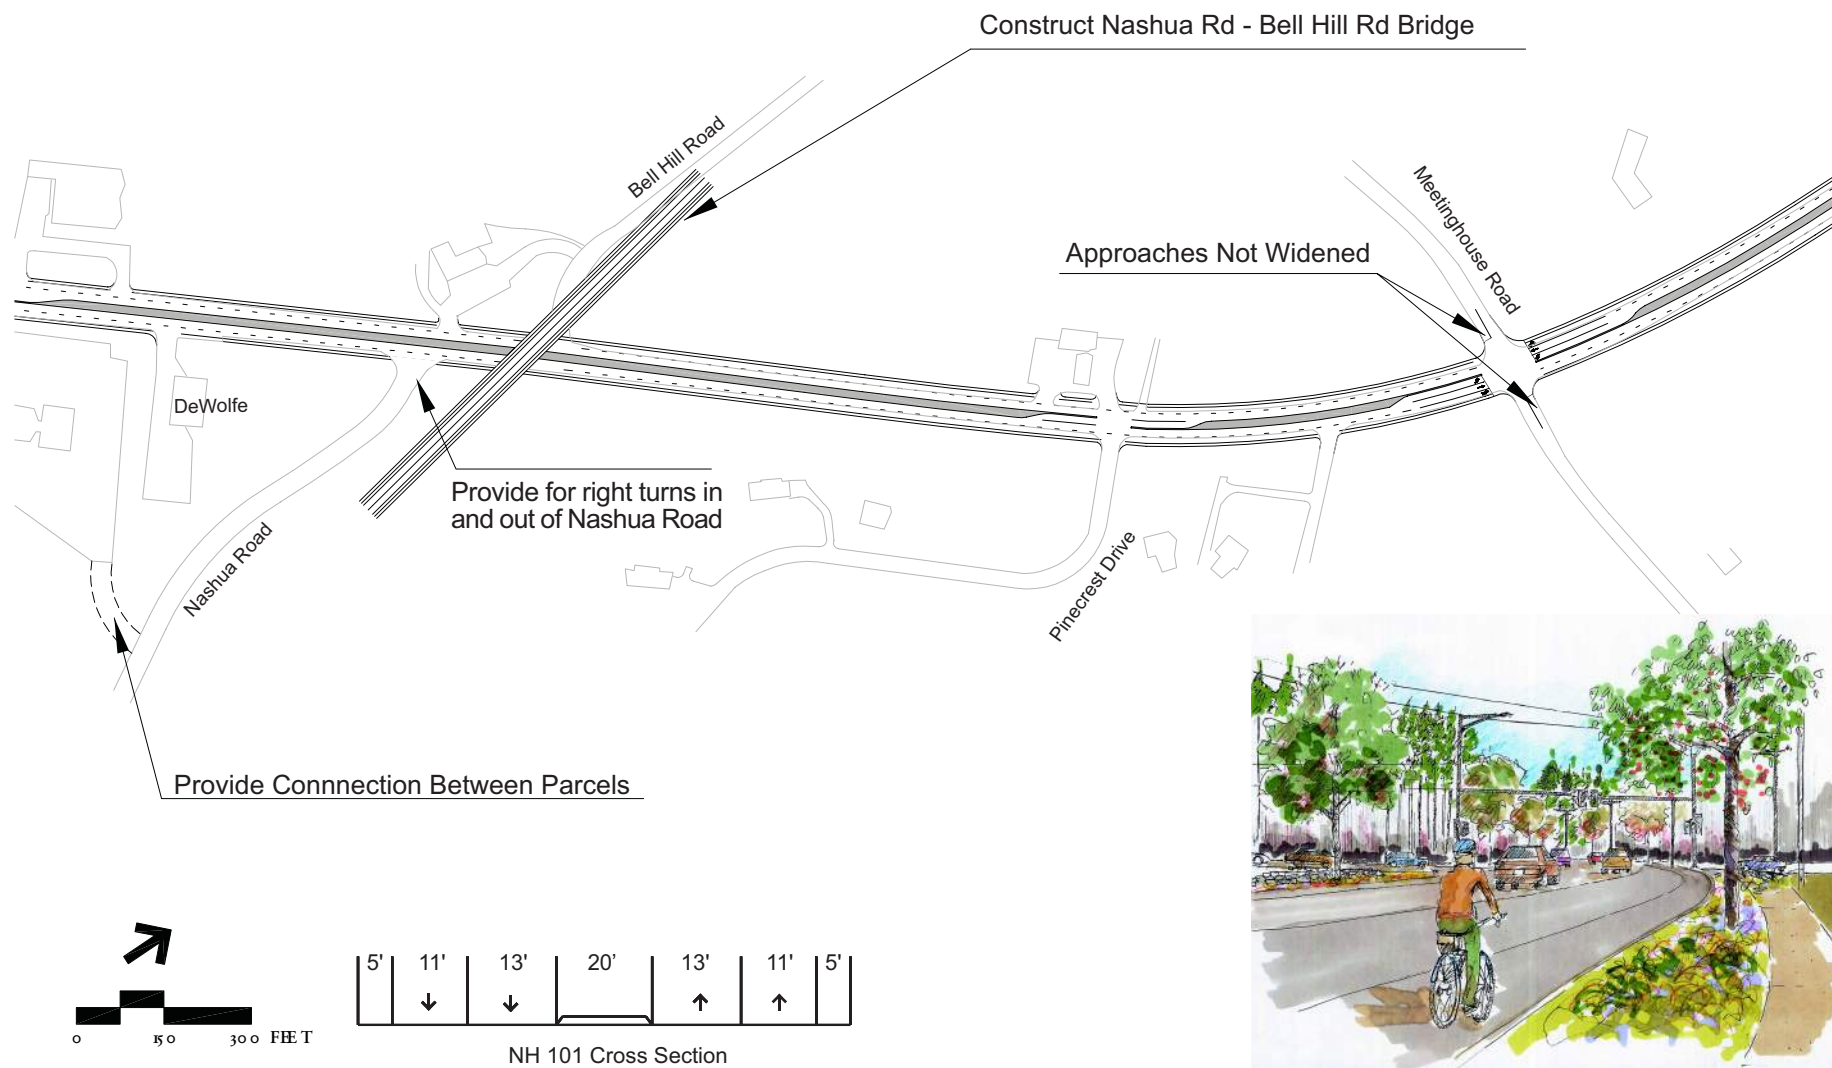 Construct Nashua Rd - Bell Hill Rd Bridge
Bell Hill Road
Meetinghouse Road
Approaches Not Widened
DeWolfe
Provide for right turns in
and out of Nashua Road
Nashua Road
Pinecrest Drive
Provide Connnection Between Parcels
5' 11' 13' 20' 13' 11' 5'
0 150 300 FEET
NH 101 Cross Section